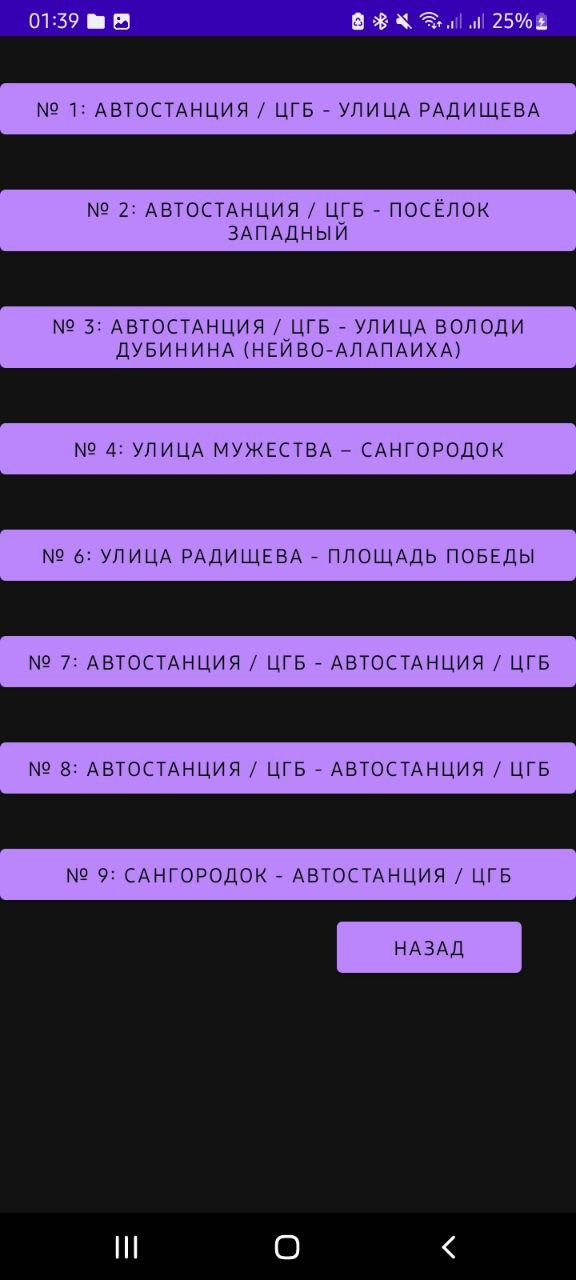 01:39 25%
№ 1: АВТОСТАНЦИЯ / ЦГБ - УЛИЦА РАДИЩЕВА
№ 2: АВТОСТАНЦИЯ / ЦГБ - ПОСЁЛОК
ЗАПАДНЫЙ
№ 3: АВТОСТАНЦИЯ / ЦГБ - УЛИЦА ВОЛОДИ
ДУБИНИНА (НЕЙВО-АЛАПАИХА)
№ 4: УЛИЦА МУЖЕСТВА – САНГОРОДОК
№ 6: УЛИЦА РАДИЩЕВА - ПЛОЩАДЬ ПОБЕДЫ
№ 7: АВТОСТАНЦИЯ / ЦГБ - АВТОСТАНЦИЯ / ЦГБ
№ 8: АВТОСТАНЦИЯ / ЦГБ - АВТОСТАНЦИЯ / ЦГБ
№ 9: САНГОРОДОК - АВТОСТАНЦИЯ / ЦГБ
НАЗАД